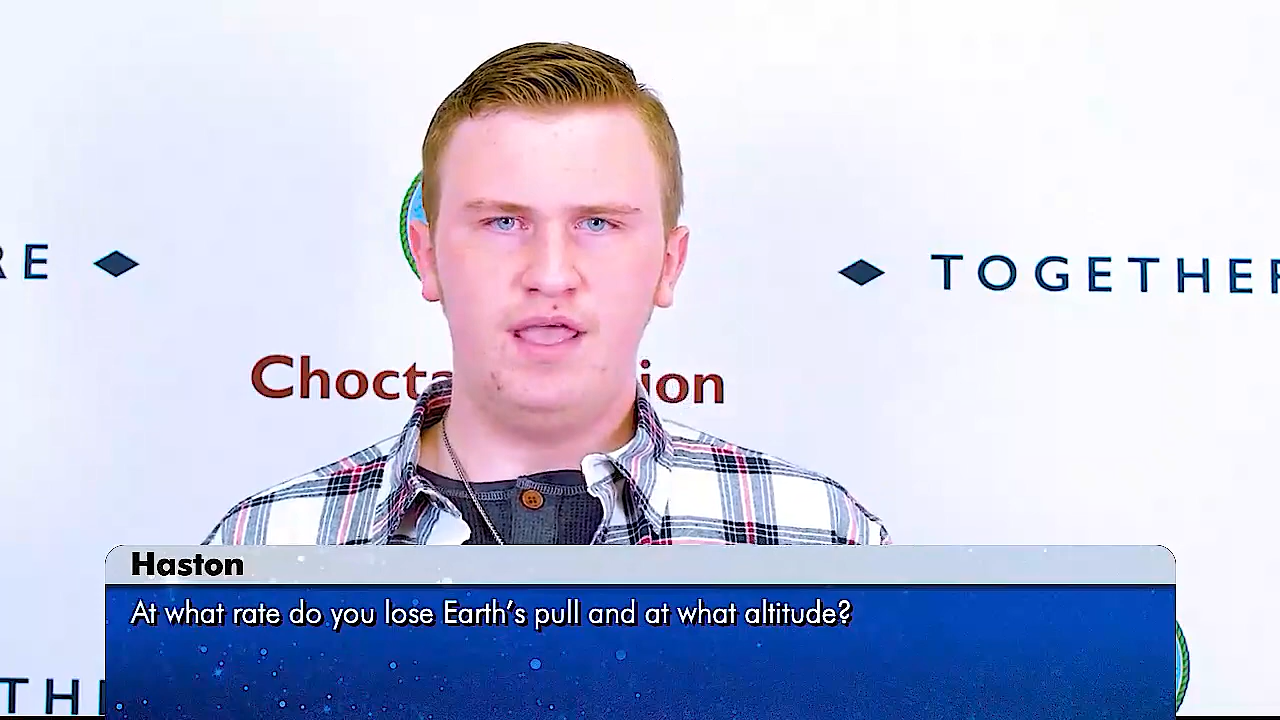 RE ◆
◆ TOGETHER
Choct ion
Haston
At what rate do you lose Earth's pull and at what altitude?
TH